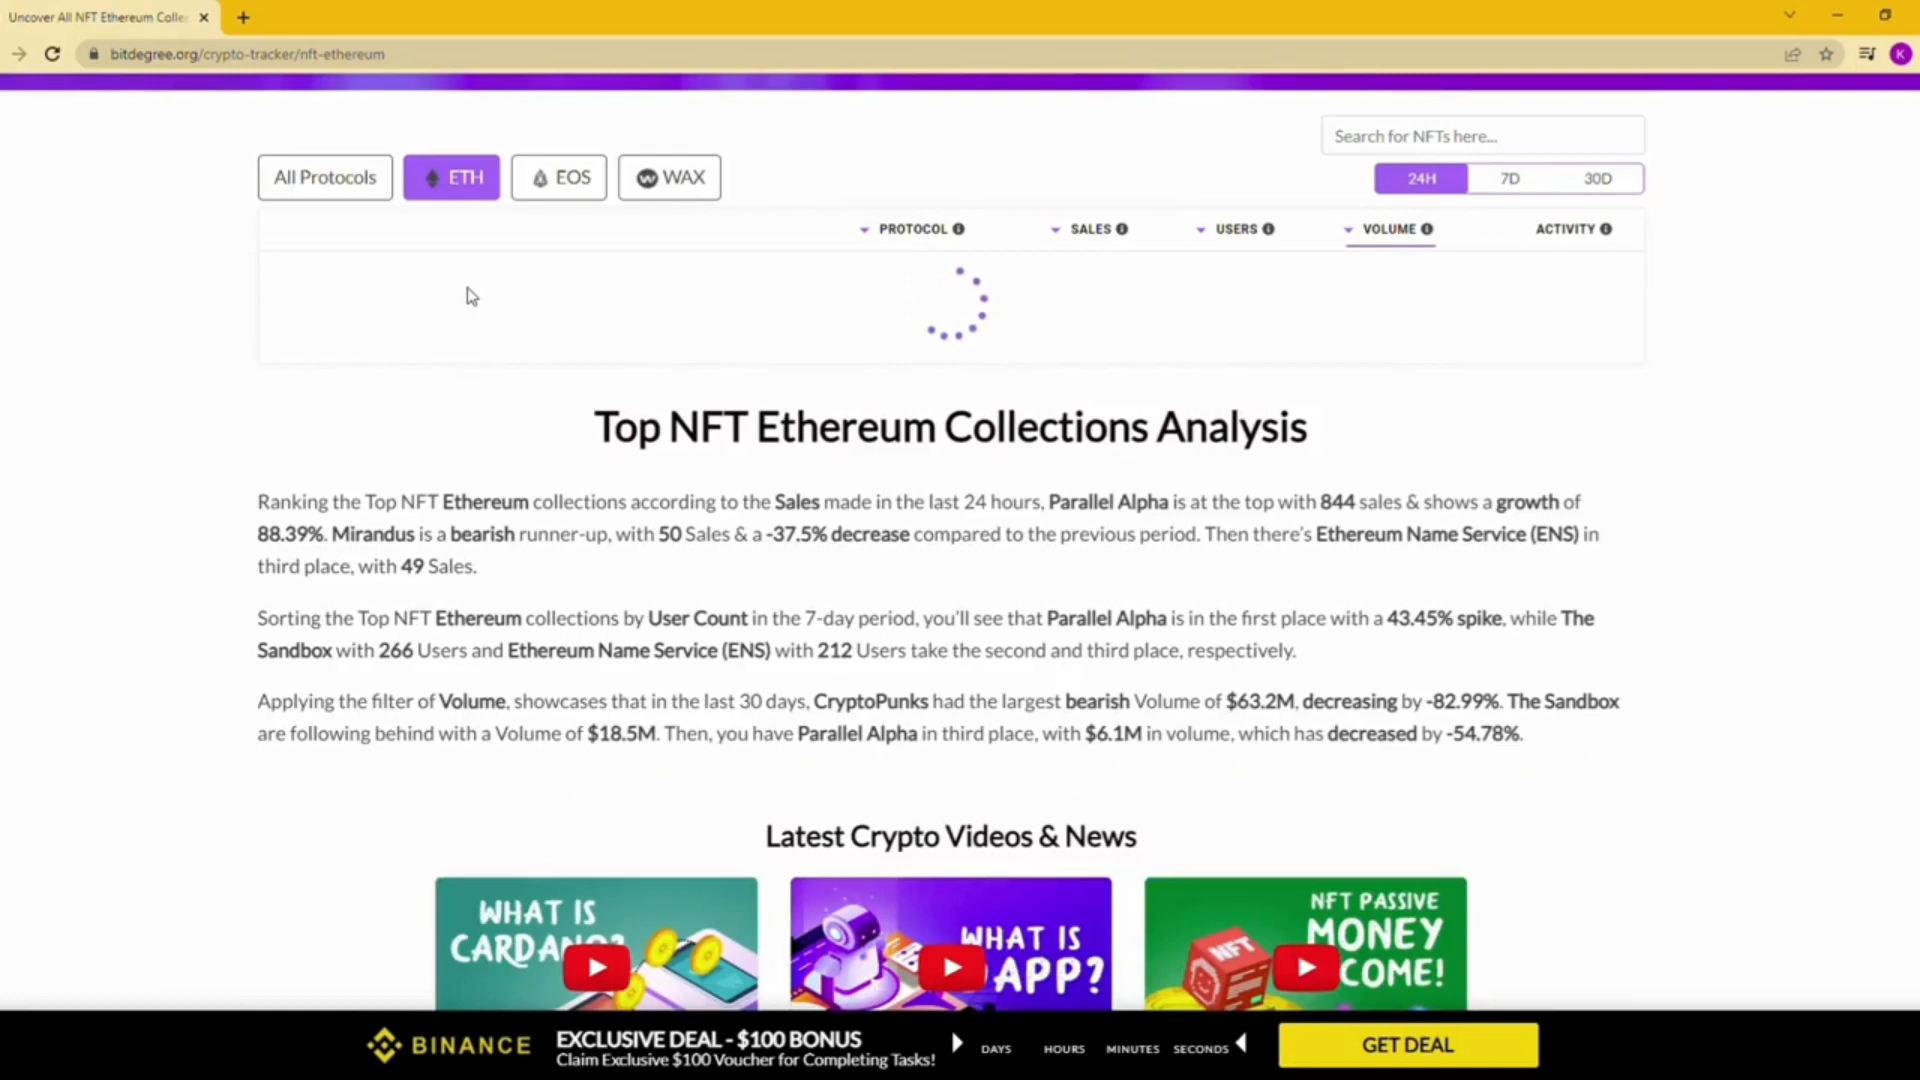 Uncover All NFT Ethereum Colle
bitdegree.org/crypto-tracker/nft-ethereum
K
Search for NFTs here...
All Protocols
ETH
EOS
WAX
24H
7D
30D
PROTOCOL
SALES
USERS
VOLUME
ACTIVITY
Top NFT Ethereum Collections Analysis
Ranking the Top NFT Ethereum collections according to the Sales made in the last 24 hours, Parallel Alpha is at the top with 844 sales & shows a growth of
88.39%. Mirandus is a bearish runner-up, with 50 Sales & a -37.5% decrease compared to the previous period. Then there's Ethereum Name Service (ENS) in
third place, with 49 Sales.
Sorting the Top NFT Ethereum collections by User Count in the 7-day period, you'll see that Parallel Alpha is in the first place with a 43.45% spike, while The
Sandbox with 266 Users and Ethereum Name Service (ENS) with 212 Users take the second and third place, respectively.
Applying the filter of Volume, showcases that in the last 30 days, CryptoPunks had the largest bearish Volume of $63.2M, decreasing by -82.99%. The Sandbox
are following behind with a Volume of $18.5M. Then, you have Parallel Alpha in third place, with $6.1M in volume, which has decreased by -54.78%.
Latest Crypto Videos & News
WHAT IS
CARDANO?
WHAT IS
APP?
NFT PASSIVE
MONEY
COME!
NFT
BINANCE
EXCLUSIVE DEAL - $100 BONUS
Claim Exclusive $100 Voucher for Completing Tasks!
DAYS
HOURS
MINUTES
SECONDS
GET DEAL